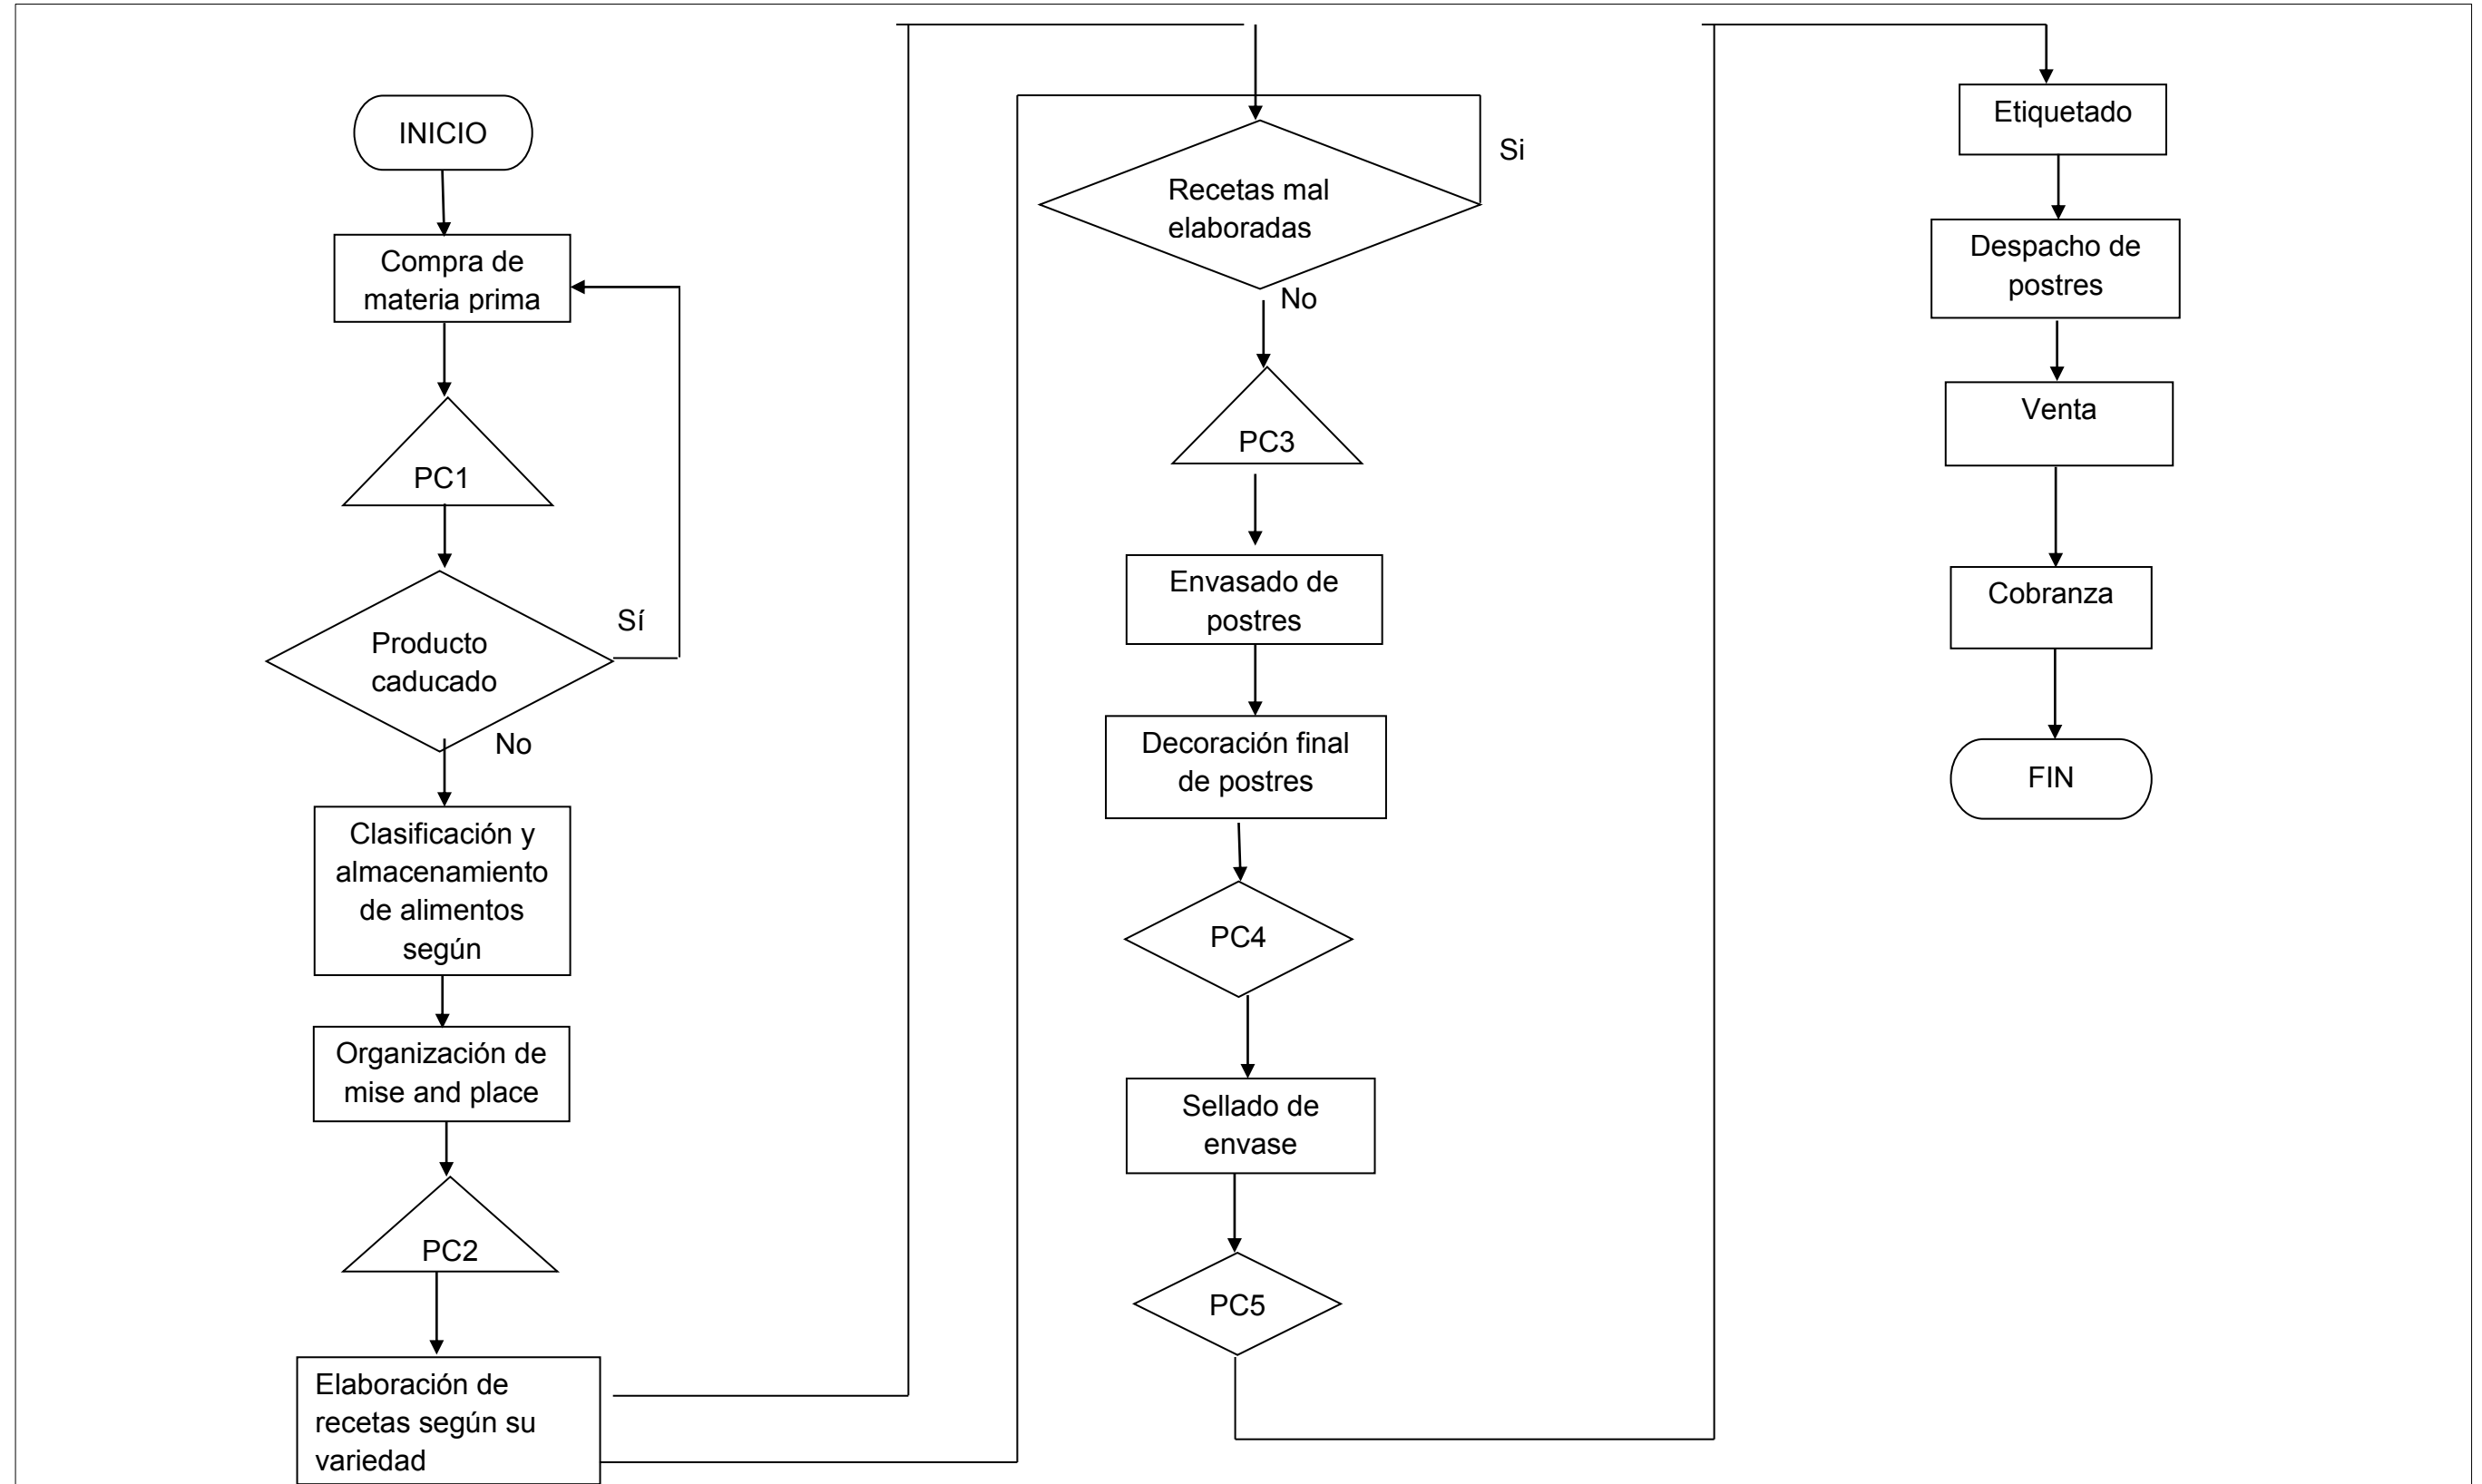 INICIO
Compra de
materia prima
PC1
Producto
caducado
Sí
No
Clasificación y
almacenamiento
de alimentos
según
Organización de
mise and place
PC2
Elaboración de
recetas según su
variedad
Recetas mal
elaboradas
Si
No
PC3
Envasado de
postres
Decoración final
de postres
PC4
Sellado de
envase
PC5
Etiquetado
Despacho de
postres
Venta
Cobranza
FIN